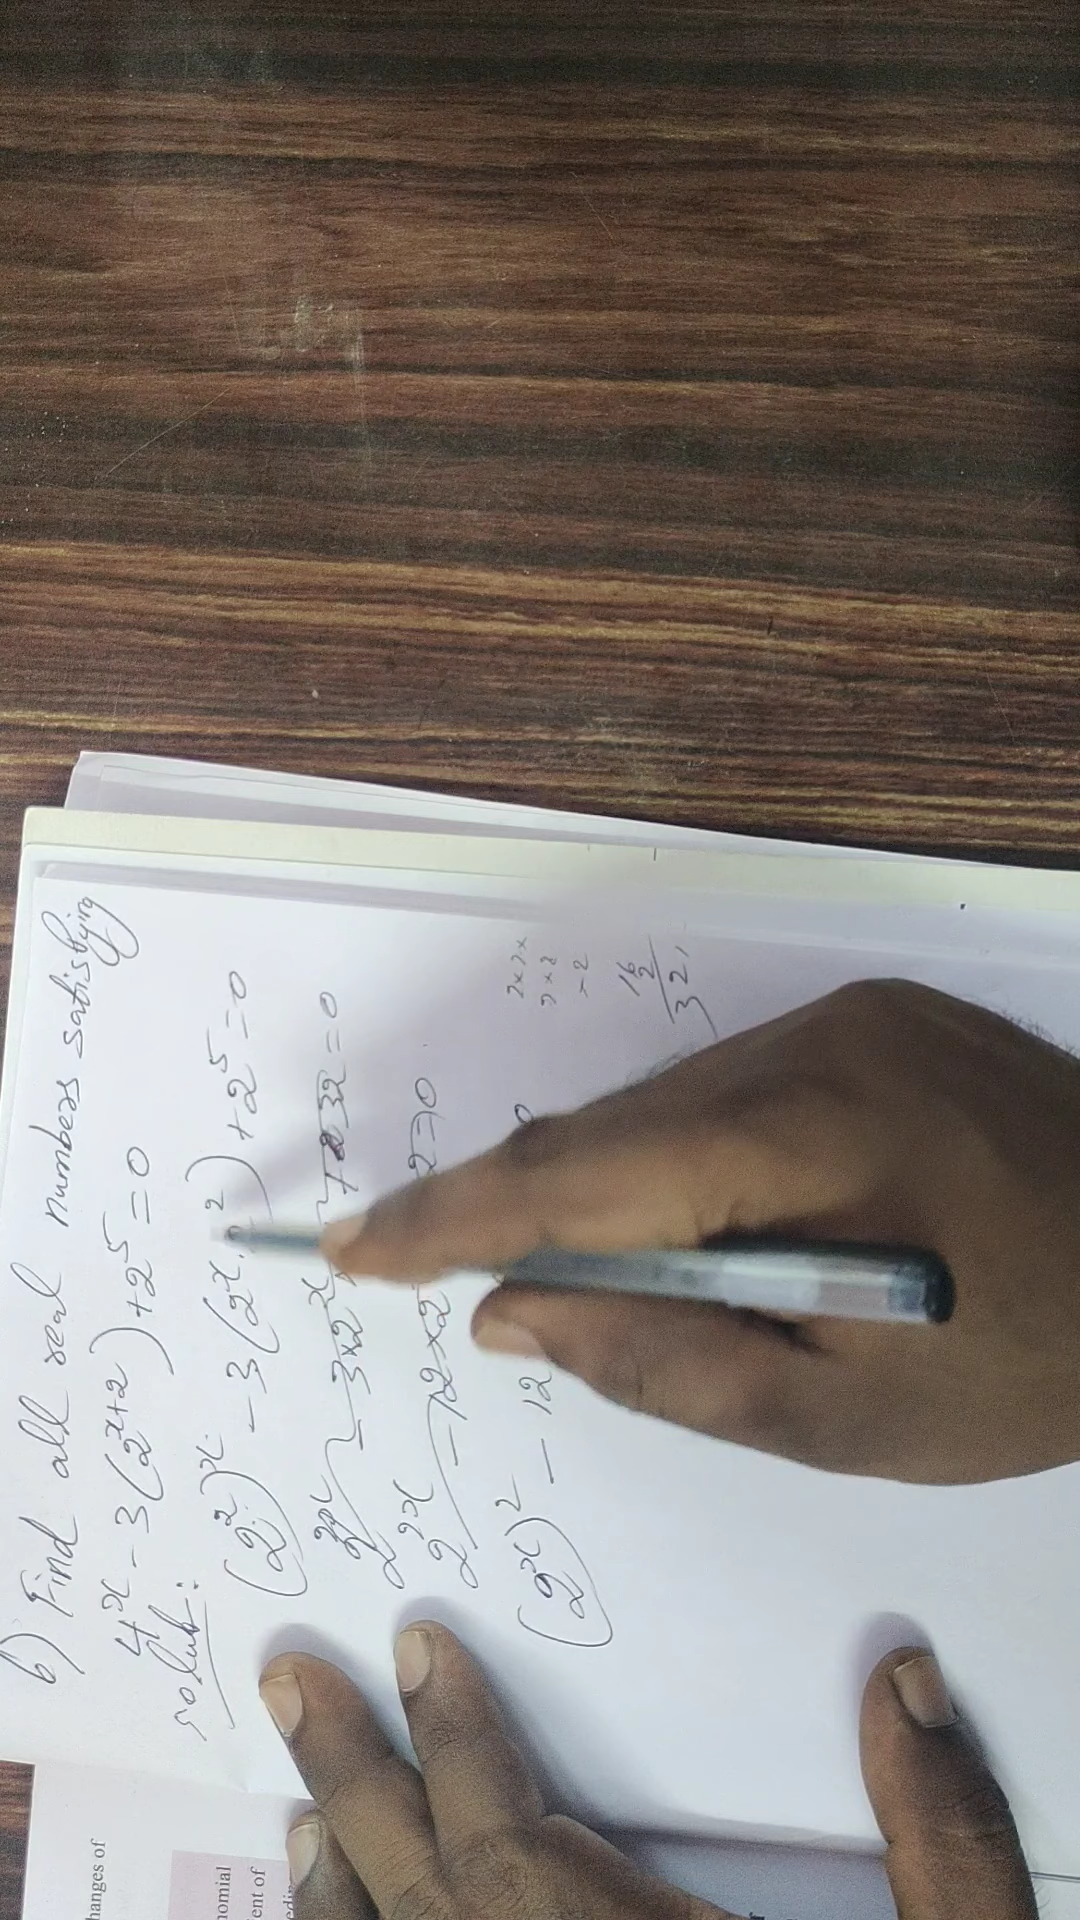 6) Find all real numbers satisfying
4^x - 3(2^{x+2}) + 2^5 = 0
solut:
(2^2)^x - 3(2^x. 2) + 2^5 = 0
2^{2x} - 3×2^x + 32 = 0
2^{2x} - 12×2 2=0
(2^x)^2 - 12
2×2×
2×2
×2
16
2
32
hanges of
nomial
ent of